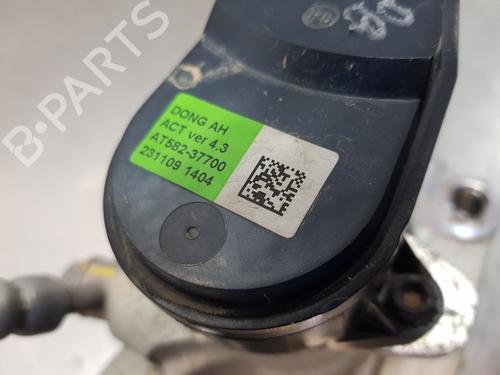 DONG AH
ACT ver 4.3
AT582-37700
231109 1404
B-PARTS